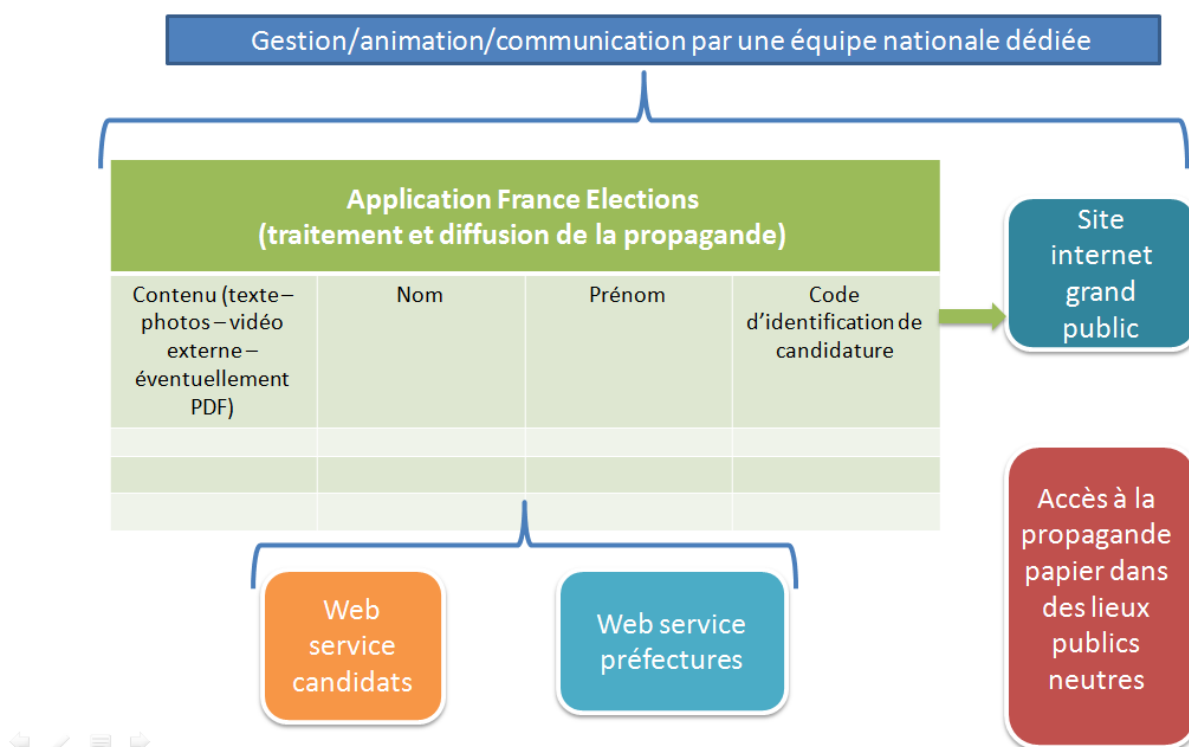 Gestion/animation/communication par une équipe nationale dédiée
Application France Elections
(traitement et diffusion de la propagande)
Contenu (texte –
photos – vidéo
externe –
éventuellement
PDF)
Nom
Prénom
Code
d’identification de
candidature
Site
internet
grand
public
Web
service
candidats
Web service
préfectures
Accès à la
propagande
papier dans
des lieux
publics
neutres